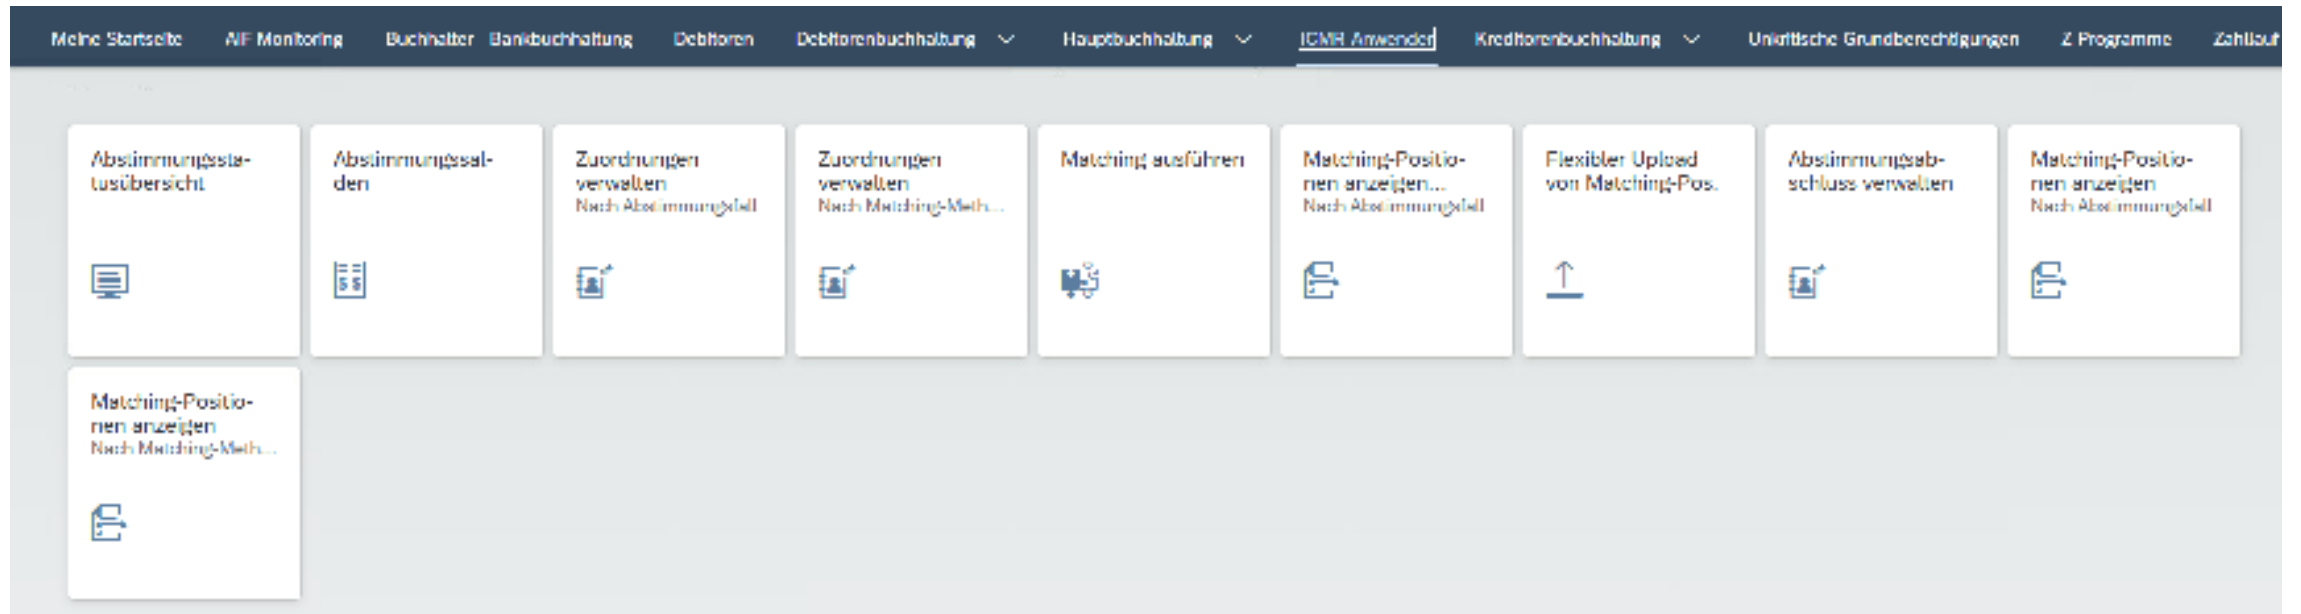 Meine Startseite AIF Monitoring Buchhalter Bankbuchhaltung Debitoren Debitorenbuchhaltung Hauptbuchhaltung ICMR Anwender Kreditorenbuchhaltung Unkritische Grundberechtigungen Z Programme Zahllauf
Abstimmungssta-
tusübersicht
Abstimmungssal-
den
Zuordnungen
verwalten
Nach Abstimmungsfall
Zuordnungen
verwalten
Nach Matching-Meth...
Matching ausführen
Matching-Positio-
nen anzeigen...
Nach Abstimmungsfall
Flexibler Upload
von Matching-Pos.
Abstimmungsab-
schluss verwalten
Matching-Positio-
nen anzeigen
Nach Abstimmungsfall
Matching-Positio-
nen anzeigen
Nach Matching-Meth...